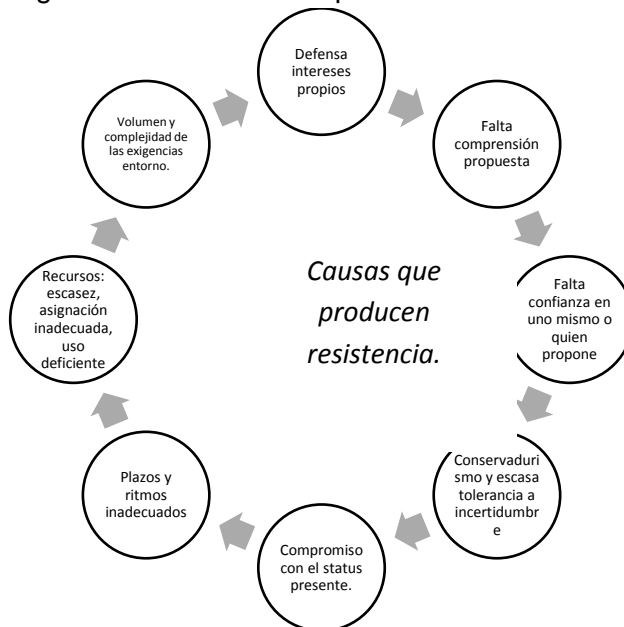 Defensa
intereses
propios
Falta
comprensión
propuesta
Falta
confianza en
uno mismo o
quien
propone
Conservaduri
smo y escasa
tolerancia a
incertidumbr
e
Compromiso
con el status
presente.
Plazos y
ritmos
inadecuados
Recursos:
escasez,
asignación
inadecuada,
uso
deficiente
Volumen y
complejidad de
las exigencias
entorno.
Causas que
producen
resistencia.